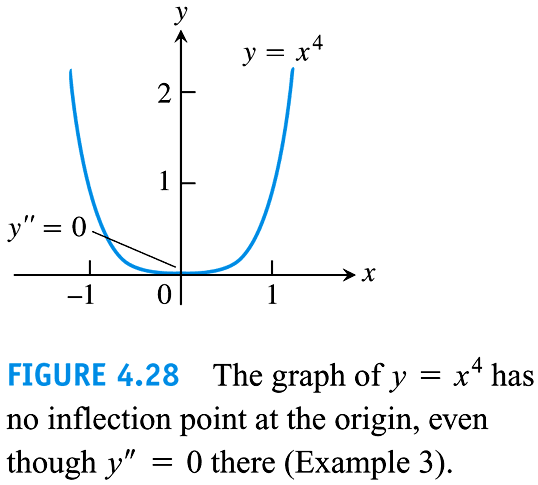 y
y = x⁴
2
1
y″ = 0
x
–1
0
1
FIGURE 4.28 The graph of y = x⁴ has
no inflection point at the origin, even
though y″ = 0 there (Example 3).